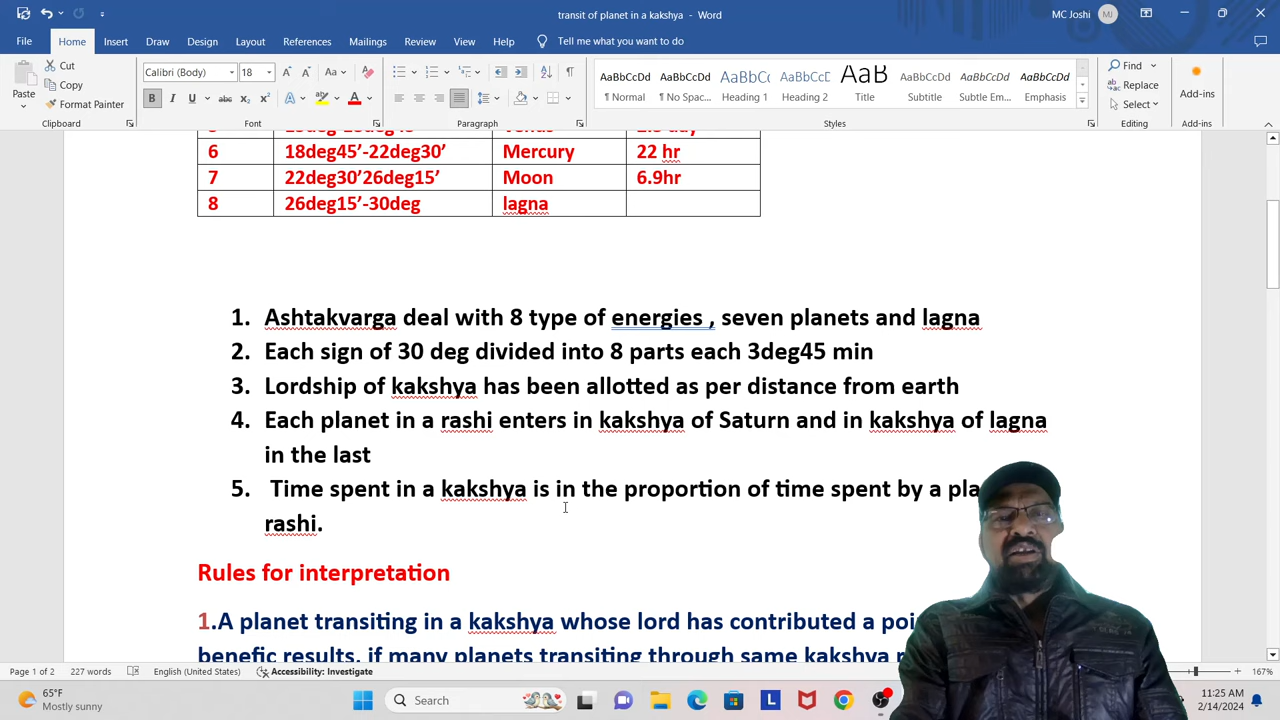 transit of planet in a kakshya - Word
MC Joshi MJ
File Home Insert Draw Design Layout References Mailings Review View Help Tell me what you want to do
Cut
Copy
Format Painter
Paste
Calibri (Body) 18
AaBbCcDd AaBbCcDd AaBbCc AaBbCcD AaB AaBbCcDd AaBbCcDd AaBbCcDd
¶ Normal ¶ No Spac... Heading 1 Heading 2 Title Subtitle Subtle Em... Emphasis
Find
Replace
Select
Add-ins
Clipboard Font Paragraph Styles Editing Add-ins
6 18deg45’-22deg30’ Mercury 22 hr
7 22deg30’26deg15’ Moon 6.9hr
8 26deg15’-30deg lagna
1. Ashtakvarga deal with 8 type of energies , seven planets and lagna
2. Each sign of 30 deg divided into 8 parts each 3deg45 min
3. Lordship of kakshya has been allotted as per distance from earth
4. Each planet in a rashi enters in kakshya of Saturn and in kakshya of lagna
in the last
5. Time spent in a kakshya is in the proportion of time spent by a
rashi.
Rules for interpretation
1.A planet transiting in a kakshya whose lord has contributed a
benefic results. if many planets transiting through same kakshya
Page 1 of 2 227 words English (United States) Accessibility: Investigate 167%
65°F
Mostly sunny
Search
11:25 AM
2/14/2024